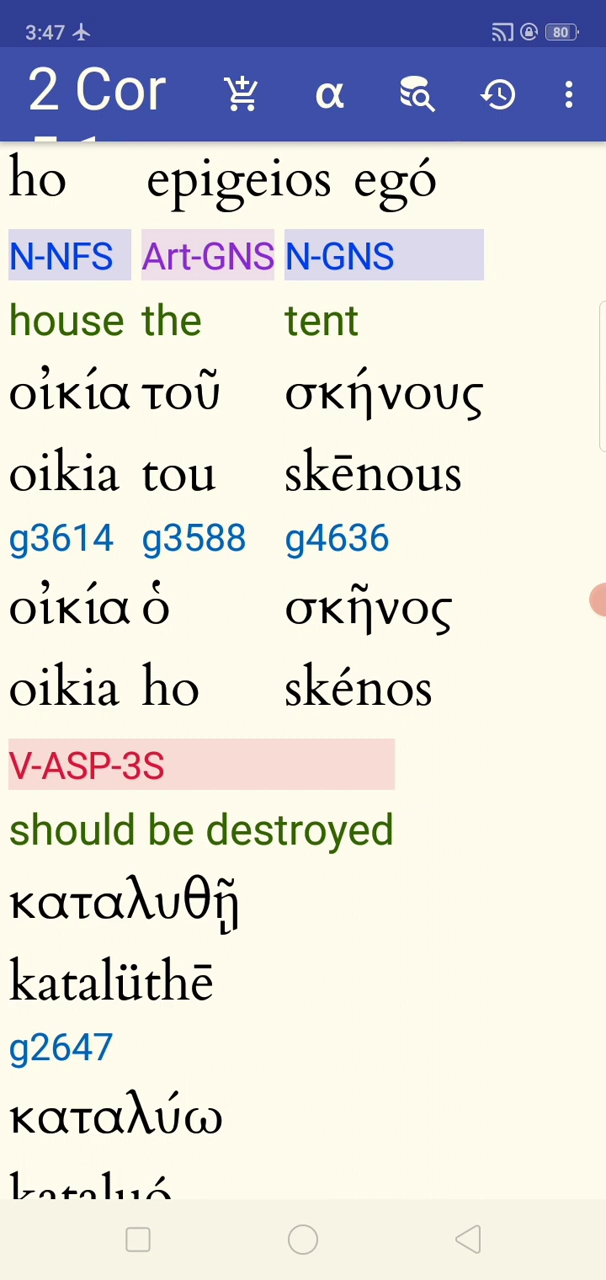 3:47 80
2 Cor α
ho epigeios egó
N-NFS Art-GNS N-GNS
house the tent
οἰκία τοῦ σκήνους
oikia tou skēnous
g3614 g3588 g4636
οἰκία ὁ σκῆνος
oikia ho skénos
V-ASP-3S
should be destroyed
καταλυθῇ
katalüthē
g2647
καταλύω
kataluó